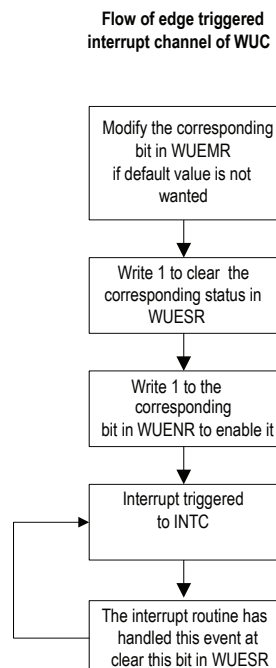 Flow of edge triggered
interrupt channel of WUC
Modify the corresponding
bit in WUEMR
if default value is not
wanted
Write 1 to clear the
corresponding status in
WUESR
Write 1 to the
corresponding
bit in WUENR to enable it
Interrupt triggered
to INTC
The interrupt routine has
handled this event at
clear this bit in WUESR